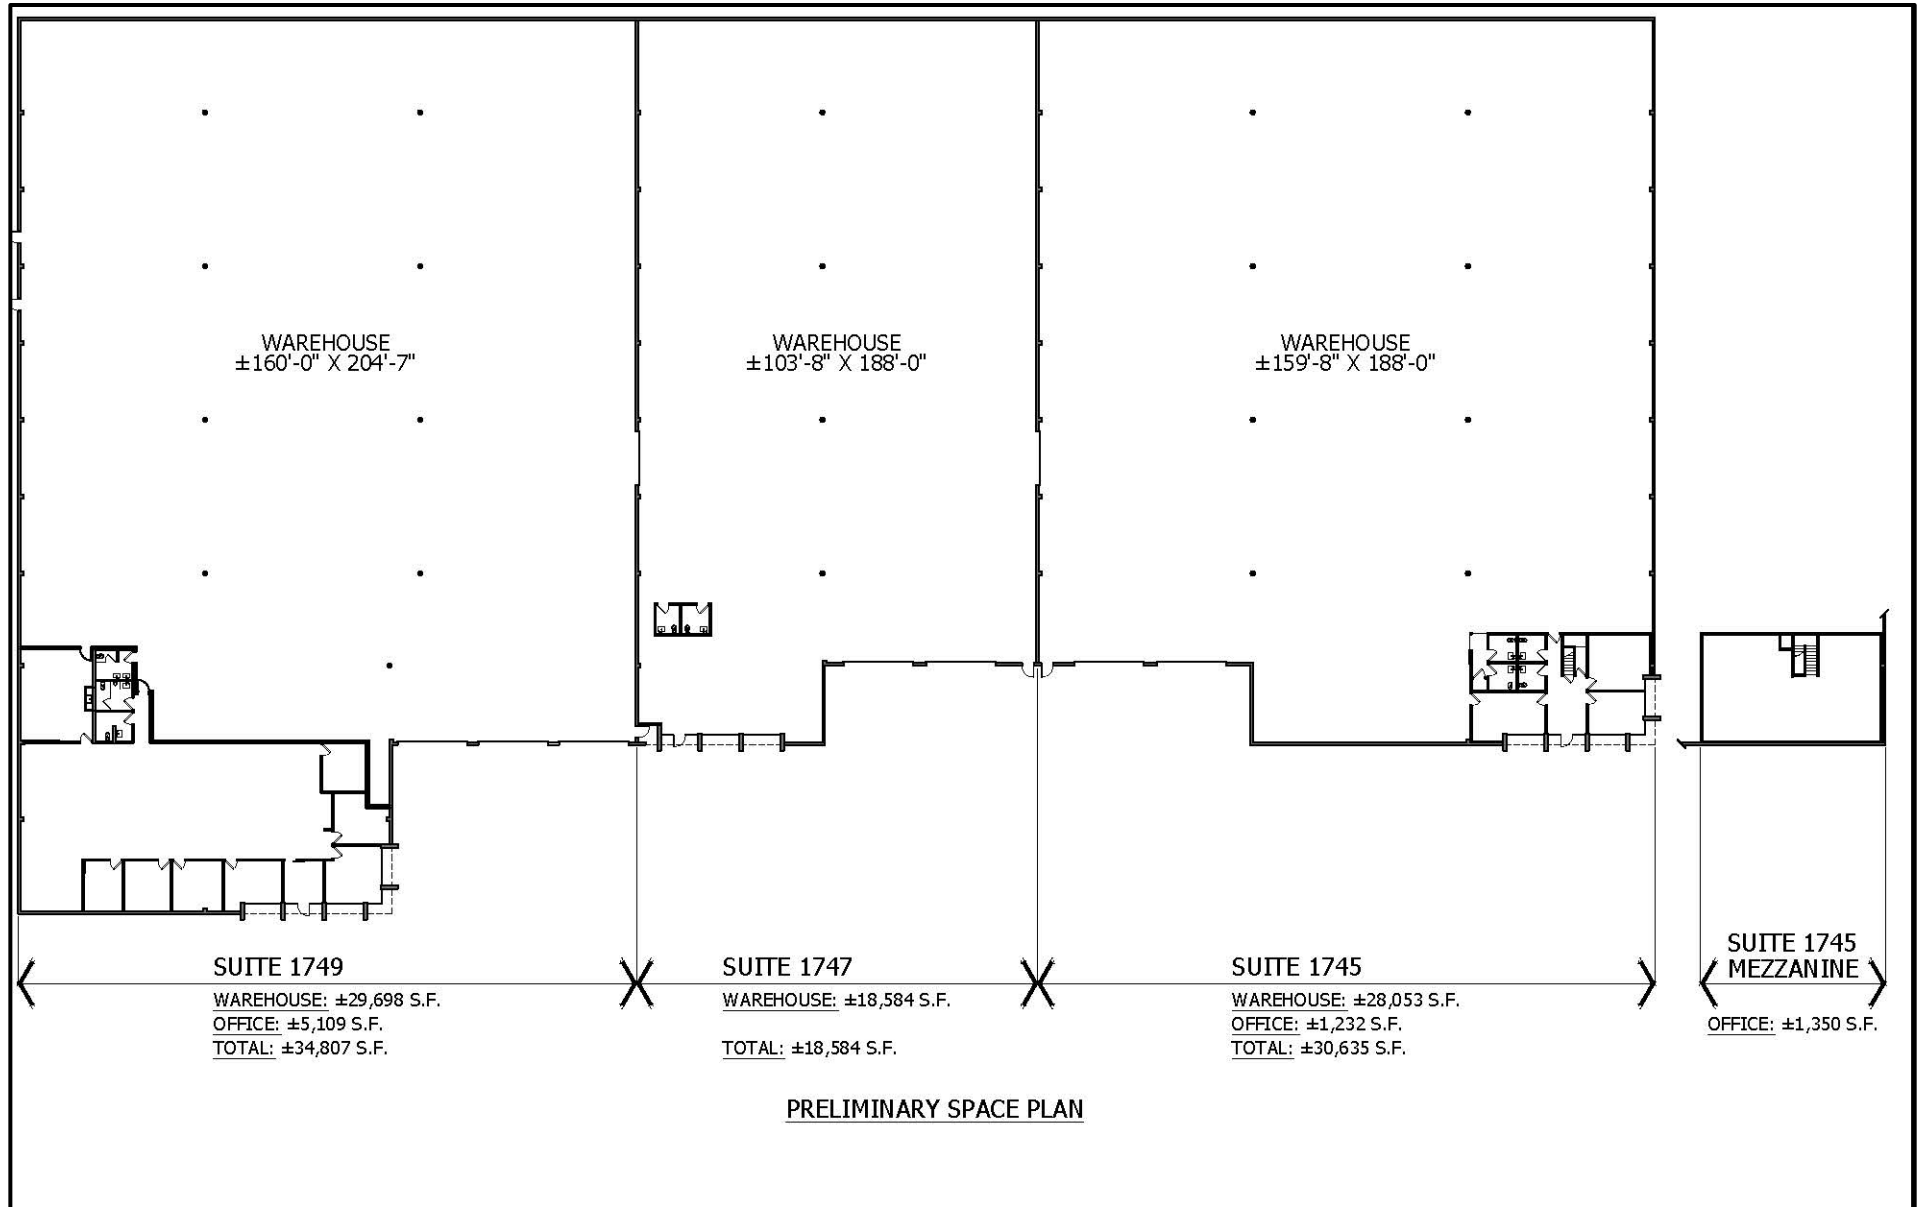 WAREHOUSE
±160'-0" X 204'-7"
WAREHOUSE
±103'-8" X 188'-0"
WAREHOUSE
±159'-8" X 188'-0"
SUITE 1749
WAREHOUSE: ±29,698 S.F.
OFFICE: ±5,109 S.F.
TOTAL: ±34,807 S.F.
SUITE 1747
WAREHOUSE: ±18,584 S.F.
TOTAL: ±18,584 S.F.
SUITE 1745
WAREHOUSE: ±28,053 S.F.
OFFICE: ±1,232 S.F.
TOTAL: ±30,635 S.F.
SUITE 1745
MEZZANINE
OFFICE: ±1,350 S.F.
PRELIMINARY SPACE PLAN